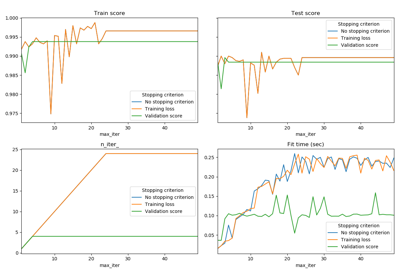 Train score
1.000
0.995
0.990
0.985
0.980
0.975
Stopping criterion
No stopping criterion
Training loss
Validation score
10
20
30
40
max_iter
Test score
Stopping criterion
No stopping criterion
Training loss
Validation score
10
20
30
40
max_iter
n_iter_
25
20
15
10
5
0
Stopping criterion
No stopping criterion
Training loss
Validation score
10
20
30
40
max_iter
Fit time (sec)
0.25
0.20
0.15
0.10
0.05
Stopping criterion
No stopping criterion
Training loss
Validation score
10
20
30
40
max_iter